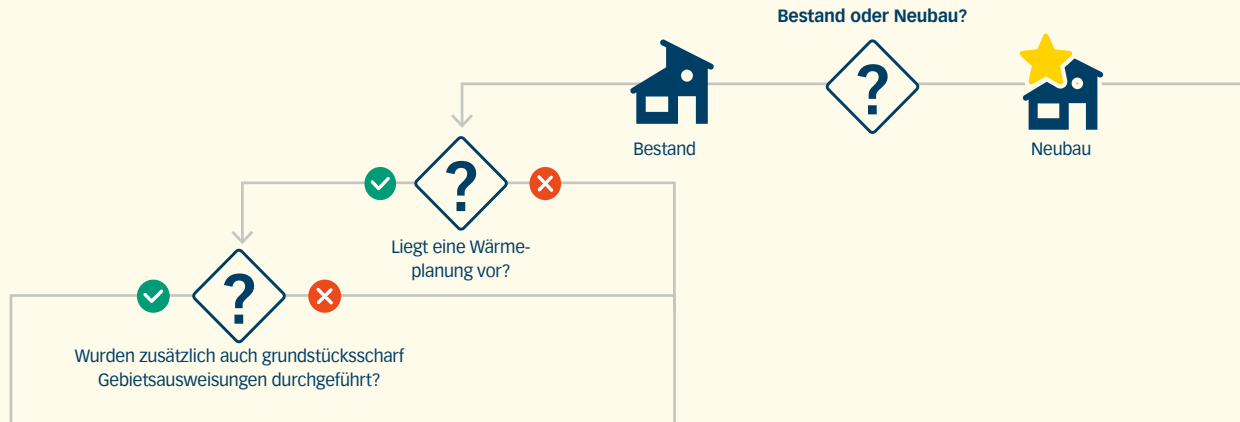 Bestand oder Neubau?
?
Bestand
Neubau
?
Liegt eine Wärme-
planung vor?
?
Wurden zusätzlich auch grundstücksscharf
Gebietsausweisungen durchgeführt?